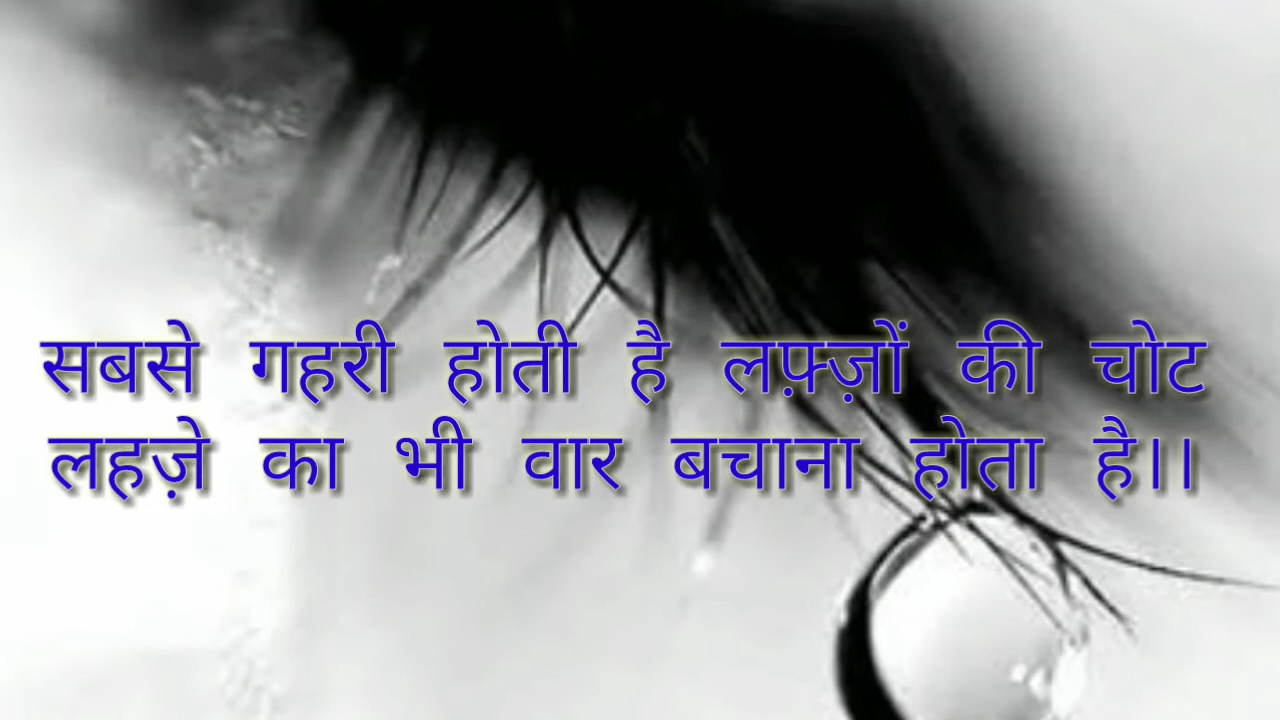 सबसे गहरी होती है लफ़्ज़ों की चोट
लहज़े का भी वार बचाना होता है।।